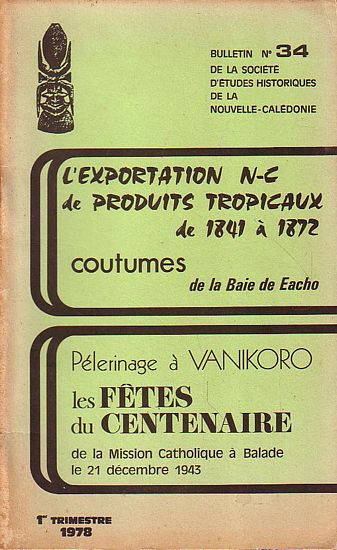 BULLETIN N° 34
DE LA SOCIÉTÉ
D'ÉTUDES HISTORIQUES
DE LA
NOUVELLE-CALÉDONIE
L'EXPORTATION N-C
de PRODUITS TROPICAUX
de 1841 à 1872
coutumes
de la Baie de Eacho
Pélerinage à VANIKORO
les FÊTES
du CENTENAIRE
de la Mission Catholique à Balade
le 21 décembre 1943
1er TRIMESTRE
1978